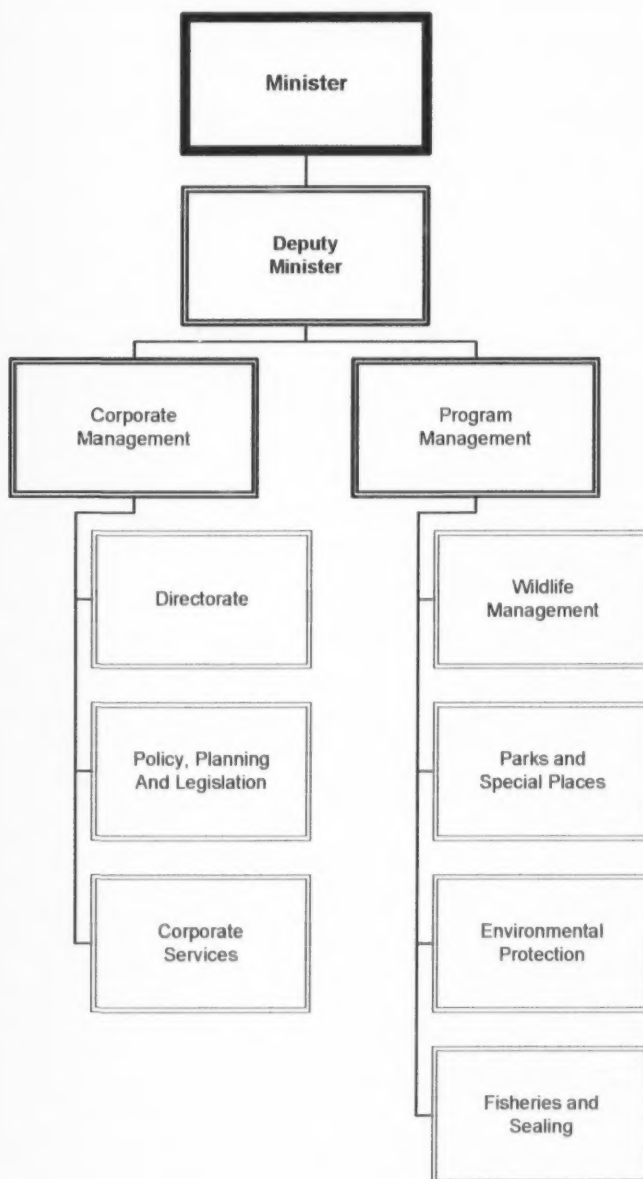 Minister
Deputy
Minister
Corporate
Management
Program
Management
Directorate
Wildlife
Management
Policy, Planning
And Legislation
Parks and
Special Places
Corporate
Services
Environmental
Protection
Fisheries and
Sealing